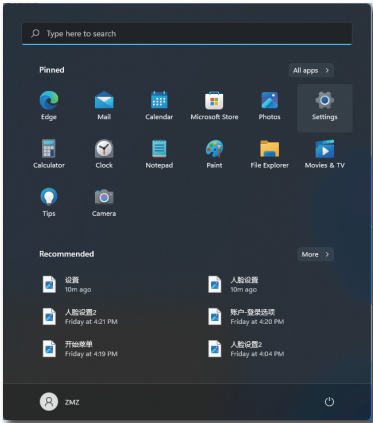 Type here to search
Pinned
All apps >
Edge
Mail
Calendar
Microsoft Store
Photos
Settings
Calculator
Clock
Notepad
Paint
File Explorer
Movies & TV
Tips
Camera
Recommended
More >
设置
10m ago
人脸设置
10m ago
人脸设置2
Friday at 4:21 PM
账户-登录选项
Friday at 4:20 PM
开始菜单
Friday at 4:19 PM
人脸设置2
Friday at 4:04 PM
ZMZ